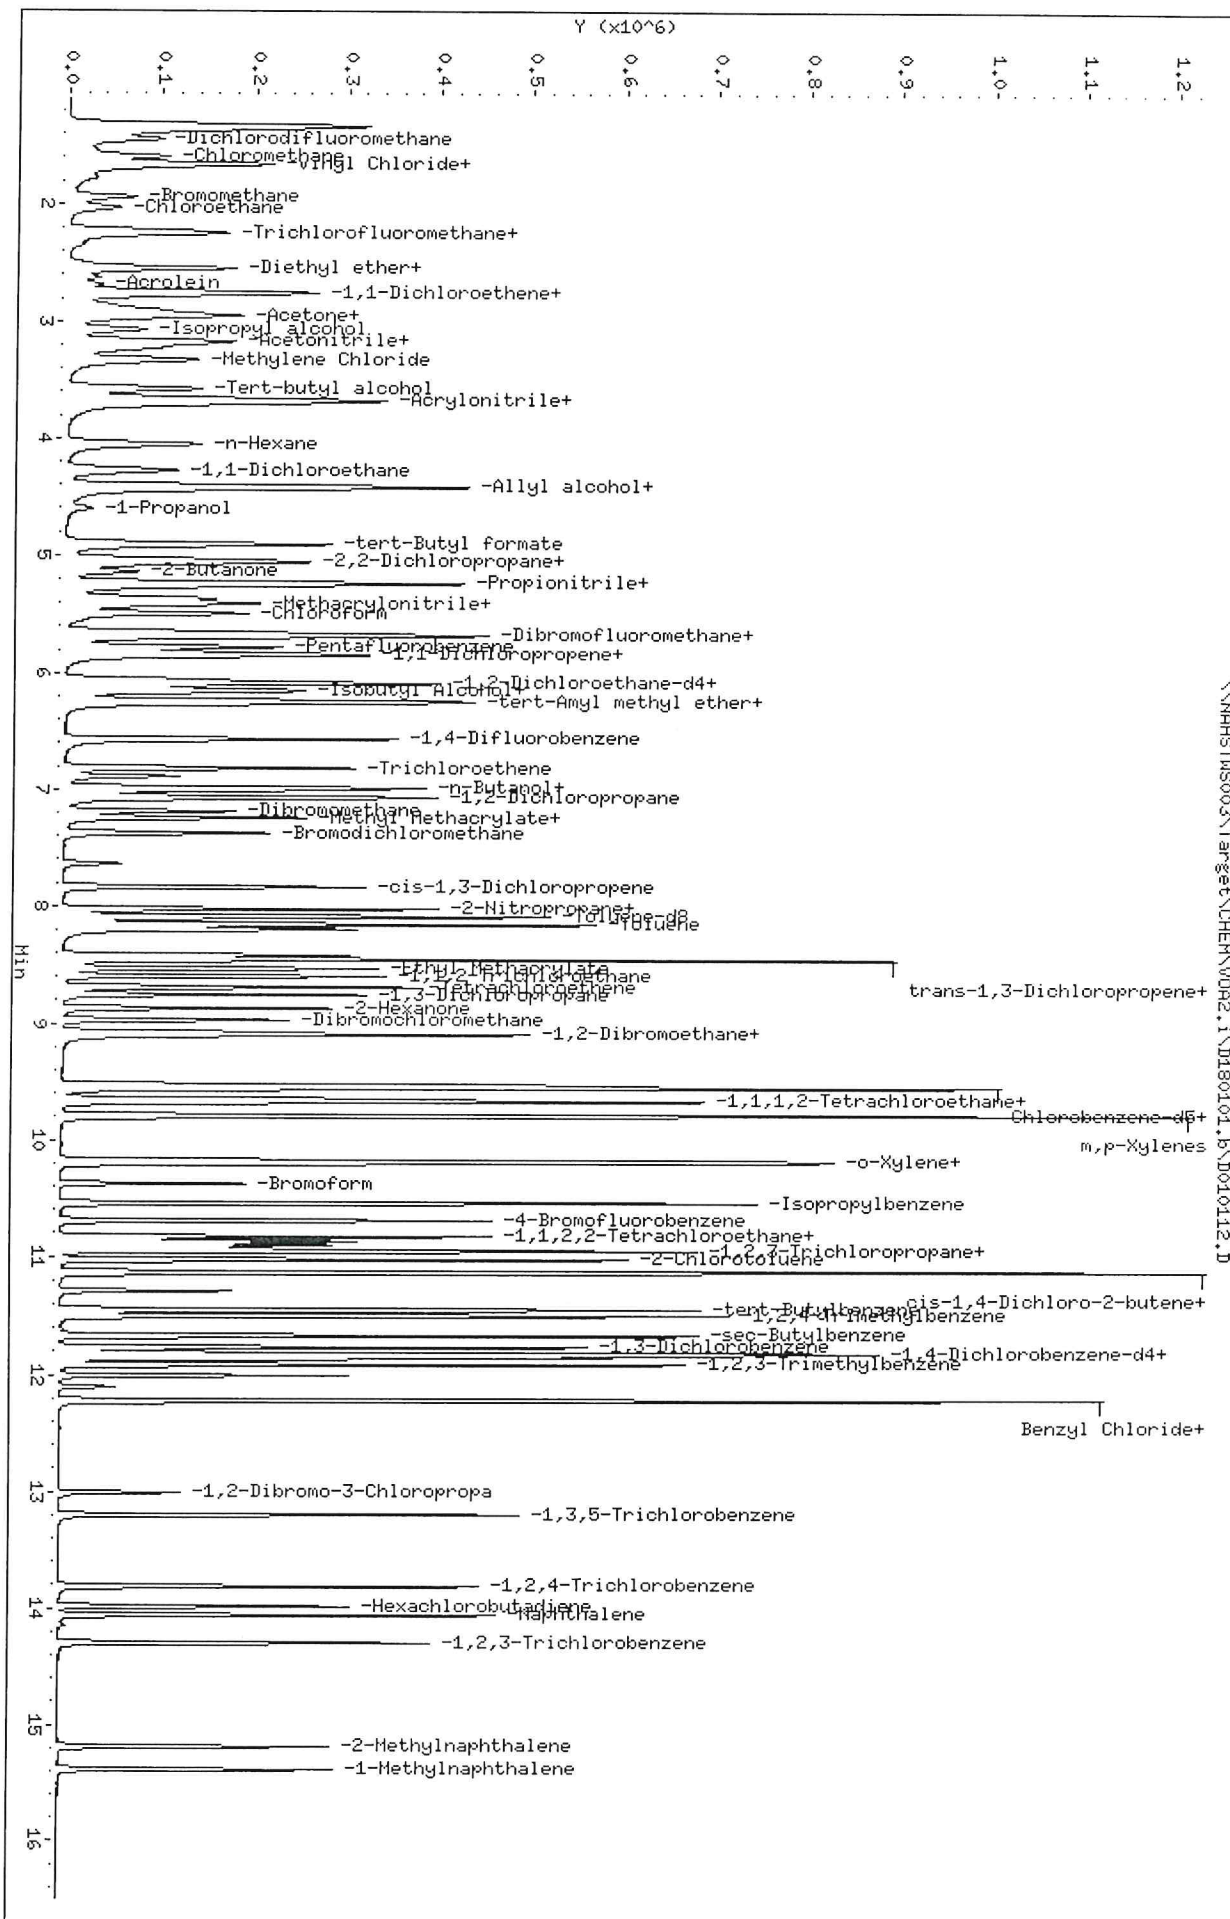 Y (x10^6)
0.0
0.1
0.2
0.3
0.4
0.5
0.6
0.7
0.8
0.9
1.0
1.1
1.2
-Dichlorodifluoromethane
-Chloromethane
-Vinyl Chloride+
-Bromomethane
-Chloroethane
-Trichlorofluoromethane+
-Diethyl ether+
-Acrolein
-1,1-Dichloroethene+
-Acetone+
-Isopropyl alcohol
-Acetonitrile+
-Methylene Chloride
-Tert-butyl alcohol
-Acrylonitrile+
-n-Hexane
-1,1-Dichloroethane
-Allyl alcohol+
-1-Propanol
-tert-Butyl formate
-2,2-Dichloropropane+
-2-Butanone
-Propionitrile+
-Methacrylonitrile+
-Chloroform
-Dibromofluoromethane+
-Pentafluorobenzene
-1,1-Dichloropropene+
-1,2-Dichloroethane-d4+
-Isobutyl Alcohol+
-tert-Amyl methyl ether+
-1,4-Difluorobenzene
-Trichloroethene
-n-Butanol+
-1,2-Dichloropropane
-Dibromomethane
-Methyl Methacrylate+
-Bromodichloromethane
-cis-1,3-Dichloropropene
-2-Nitropropane+
-Toluene-d8
-Toluene
trans-1,3-Dichloropropene+
-Ethyl Methacrylate
-1,1,2-Trichloroethane
-Tetrachloroethene
-1,3-Dichloropropane
-2-Hexanone
-Dibromochloromethane
-1,2-Dibromoethane+
-1,1,1,2-Tetrachloroethane+
Chlorobenzene-d5+
m,p-Xylenes
-o-Xylene+
-Bromoform
-Isopropylbenzene
-4-Bromofluorobenzene
-1,1,2,2-Tetrachloroethane+
-1,2,3-Trichloropropane+
-2-Chlorotoluene
cis-1,4-Dichloro-2-butene+
-tert-Butylbenzene
-1,2,4-Trimethylbenzene
-sec-Butylbenzene
-1,3-Dichlorobenzene
-1,4-Dichlorobenzene-d4+
-1,2,3-Trimethylbenzene
Benzyl Chloride+
-1,2-Dibromo-3-Chloropropa
-1,3,5-Trichlorobenzene
-1,2,4-Trichlorobenzene
-Hexachlorobutadiene
-Naphthalene
-1,2,3-Trichlorobenzene
-2-Methylnaphthalene
-1-Methylnaphthalene
2
3
4
5
6
7
8
9
10
11
12
13
14
15
16
Min